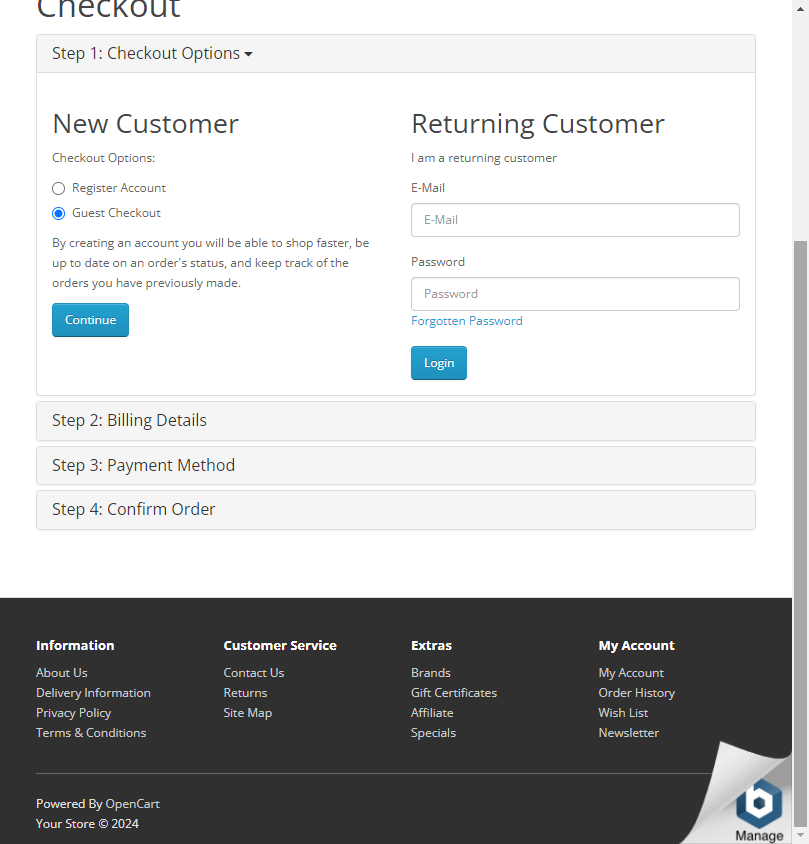 Checkout
Step 1: Checkout Options
New Customer
Checkout Options:
Register Account
Guest Checkout
By creating an account you will be able to shop faster, be
up to date on an order's status, and keep track of the
orders you have previously made.
Continue
Returning Customer
I am a returning customer
E-Mail
E-Mail
Password
Password
Forgotten Password
Login
Step 2: Billing Details
Step 3: Payment Method
Step 4: Confirm Order
Information
About Us
Delivery Information
Privacy Policy
Terms & Conditions
Customer Service
Contact Us
Returns
Site Map
Extras
Brands
Gift Certificates
Affiliate
Specials
My Account
My Account
Order History
Wish List
Newsletter
Powered By OpenCart
Your Store © 2024
b
Manage